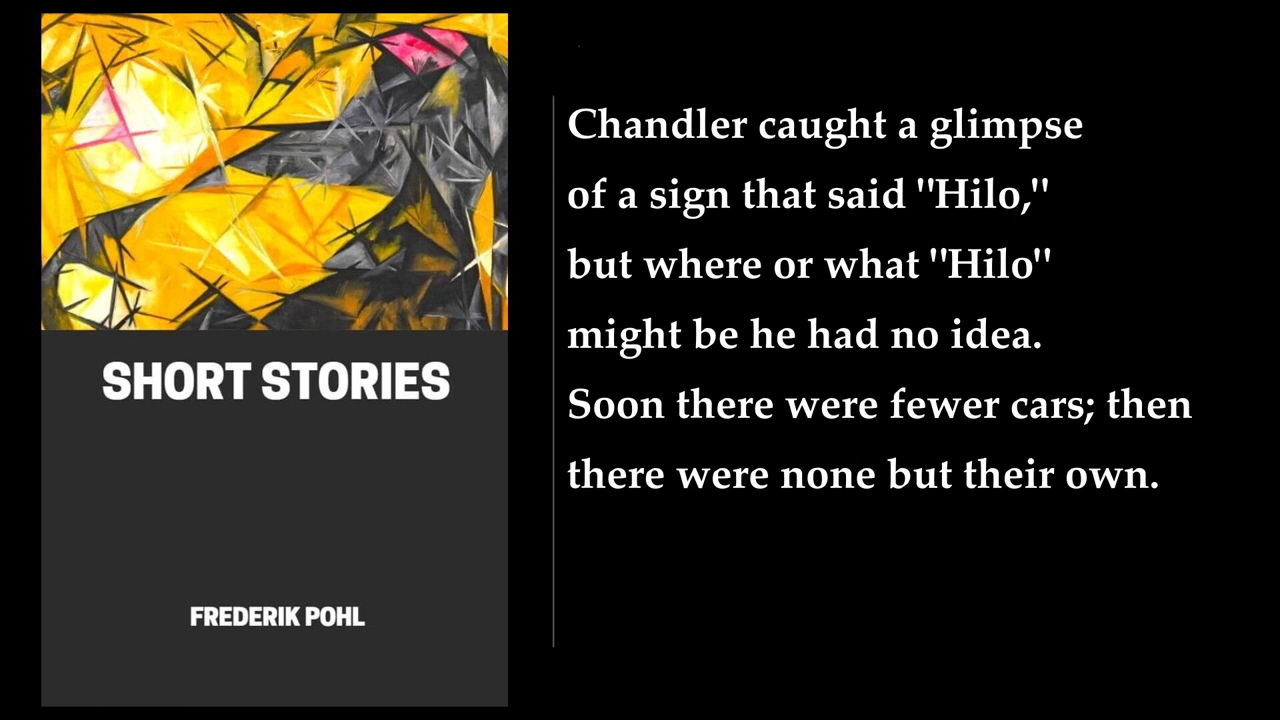 SHORT STORIES
FREDERIK POHL
Chandler caught a glimpse
of a sign that said "Hilo,"
but where or what "Hilo"
might be he had no idea.
Soon there were fewer cars; then
there were none but their own.